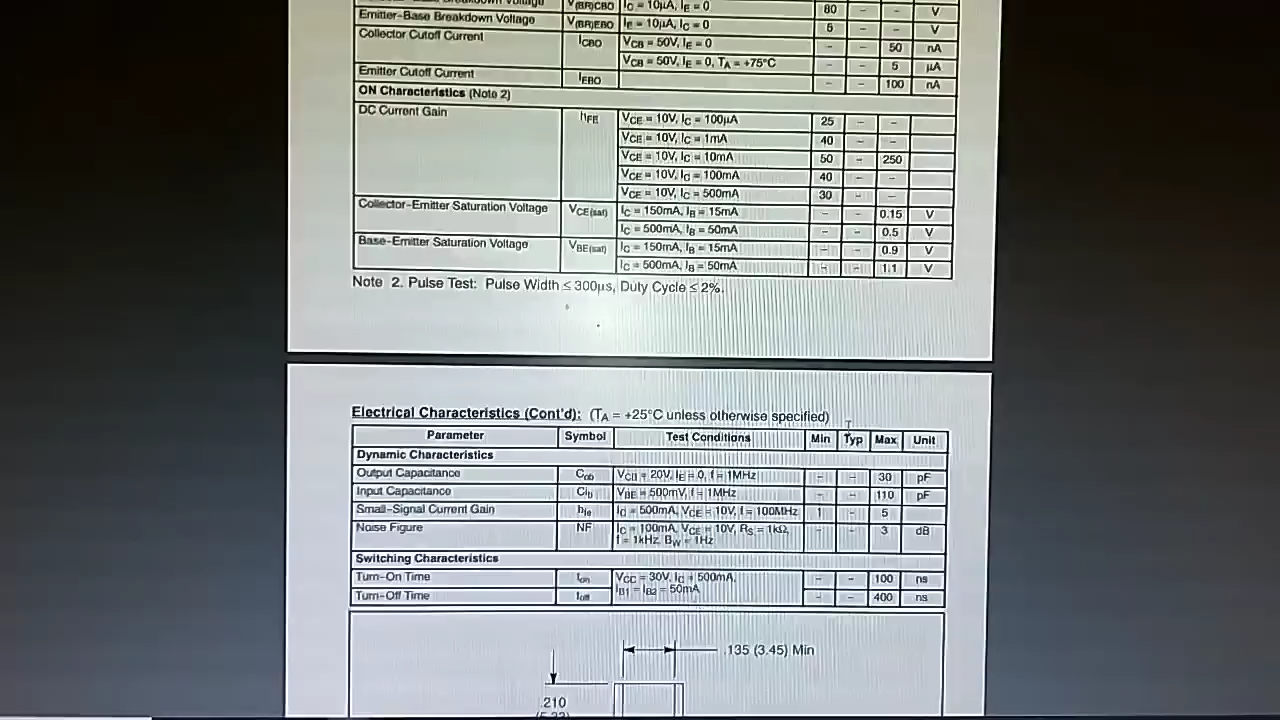 V(BR)CBO IC = 10µA, IE = 0 80 – – V
Emitter–Base Breakdown Voltage V(BR)EBO IE = 10µA, IC = 0 5 – – V
Collector Cutoff Current ICBO VCB = 50V, IE = 0 – – 50 nA
VCB = 50V, IE = 0, TA = +75°C – – 5 µA
Emitter Cutoff Current IEBO – – 100 nA
ON Characteristics (Note 2)
DC Current Gain hFE VCE = 10V, IC = 100µA 25 – –
VCE = 10V, IC = 1mA 40 – –
VCE = 10V, IC = 10mA 50 – 250
VCE = 10V, IC = 100mA 40 – –
VCE = 10V, IC = 500mA 30 – –
Collector–Emitter Saturation Voltage VCE(sat) IC = 150mA, IB = 15mA – – 0.15 V
IC = 500mA, IB = 50mA – – 0.5 V
Base–Emitter Saturation Voltage VBE(sat) IC = 150mA, IB = 15mA – – 0.9 V
IC = 500mA, IB = 50mA – – 1.1 V
Note 2. Pulse Test: Pulse Width ≤ 300µs, Duty Cycle ≤ 2%.
Electrical Characteristics (Cont'd): (TA = +25°C unless otherwise specified)
Parameter Symbol Test Conditions Min Typ Max Unit
Dynamic Characteristics
Output Capacitance Cob VCB = 20V, IE = 0, f = 1MHz – – 30 pF
Input Capacitance Cib VBE = 500mV, f = 1MHz – – 110 pF
Small–Signal Current Gain hfe IC = 500mA, VCE = 10V, f = 100MHz 1 – 5
Noise Figure NF IC = 100mA, VCE = 10V, RS = 1kΩ, – – 3 dB
f = 1kHz, BW = 1Hz
Switching Characteristics
Turn–On Time ton VCC = 30V, IC = 500mA, – – 100 ns
Turn–Off Time toff IB1 = IB2 = 50mA – – 400 ns
.135 (3.45) Min
.210